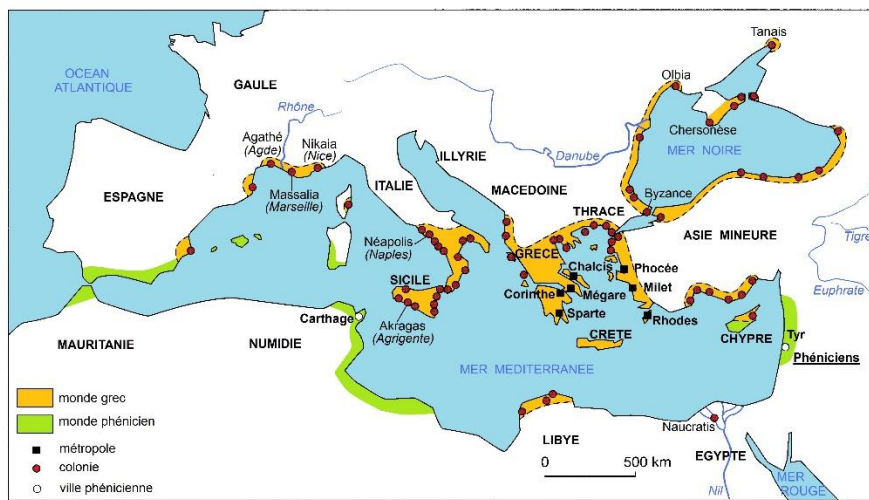 OCEAN
ATLANTIQUE
GAULE
Rhône
Agathé
(Agde)
Nikaia
(Nice)
Massalia
(Marseille)
ESPAGNE
ITALIE
ILLYRIE
Danube
MACEDOINE
THRACE
Olbia
Tanais
Chersonèse
MER NOIRE
Byzance
ASIE MINEURE
Tigre
Euphrate
Néapolis
(Naples)
SICILE
Akragas
(Agrigente)
GRECE
Chalcis
Corinthe
Mégare
Sparte
Phocée
Milet
Rhodes
CRETE
CHYPRE
Tyr
Phéniciens
Carthage
MAURITANIE
NUMIDIE
MER MEDITERRANEE
LIBYE
Naucratis
EGYPTE
Nil
MER
ROUGE
monde grec
monde phénicien
métropole
colonie
ville phénicienne
0 500 km